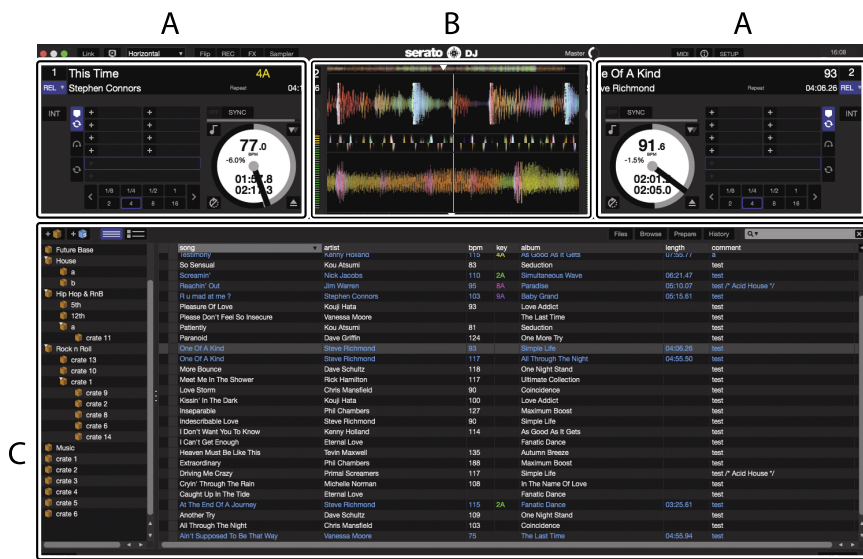 A B A
Link Horizontal Flip REC FX Sampler serato DJ Master MIDI SETUP 16:08
1 This Time 4A
REL Stephen Connors Repeat
INT
SYNC
77.0
BPM
-6.0%
1/8 1/4 1/2 1
2 4 8 16
2
e Of A Kind 93 2
ve Richmond Repeat 04:06.26 REL
INT
SYNC
91.6
BPM
-1.5%
02:05.0
1/8 1/4 1/2 1
2 4 8 16
C
Files Browse Prepare History
Future Base
House
a
b
Hip Hop & RnB
5th
12th
a
crate 11
Rock n Roll
crate 13
crate 10
crate 1
crate 9
crate 2
crate 8
crate 6
crate 14
Music
crate 1
crate 2
crate 3
crate 4
crate 5
crate 6
song artist bpm key album length comment
Testimony Kenny Holland 115 4A As Good As It Gets 07:55.77 a
So Sensual Kou Atsumi 83 Seduction test
Screamin' Nick Jacobs 110 2A Simultaneous Wave 06:21.47 test
Reachin' Out Jim Warren 95 8A Paradise 05:10.07 test /* Acid House */
R u mad at me ? Stephen Connors 103 9A Baby Grand 05:15.61 test
Pleasure Of Love Kouji Hata 93 Love Addict test
Please Don't Feel So Insecure Vanessa Moore The Last Time test
Patiently Kou Atsumi 81 Seduction test
Paranoid Dave Griffin 124 One More Try test
One Of A Kind Steve Richmond 93 Simple Life 04:06.26 test
One Of A Kind Steve Richmond 117 All Through The Night 04:55.50 test
More Bounce Dave Schultz 118 One Night Stand test
Meet Me In The Shower Rick Hamilton 117 Ultimate Collection test
Love Storm Chris Mansfield 90 Coincidence test
Kissin' In The Dark Kouji Hata 100 Love Addict test
Inseparable Phil Chambers 127 Maximum Boost test
Indescribable Love Steve Richmond 90 Simple Life test
I Don't Want You To Know Kenny Holland 114 As Good As It Gets test
I Can't Get Enough Eternal Love Fanatic Dance test
Heaven Must Be Like This Tevin Maxwell 135 Autumn Breeze test
Extraordinary Phil Chambers 188 Maximum Boost test
Driving Me Crazy Primal Screamers 117 Simple Life test /* Acid House */
Cryin' Through The Rain Michelle Norman 108 In The Name Of Love test
Caught Up In The Tide Eternal Love Fanatic Dance test
At The End Of A Journey Steve Richmond 115 2A Fanatic Dance 03:25.61 test
Another Try Dave Schultz 109 One Night Stand test
All Through The Night Chris Mansfield 103 Coincidence test
Ain't Supposed To Be That Way Vanessa Moore 75 The Last Time 04:55.94 test